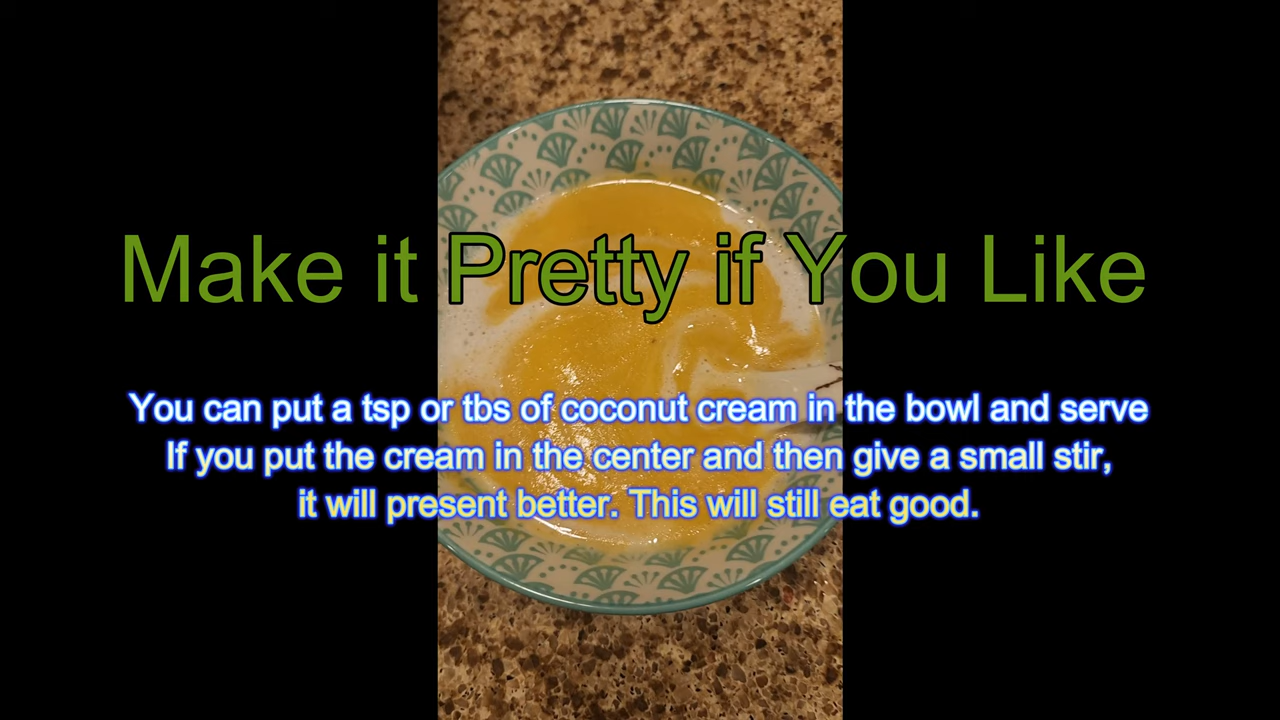 Make it Pretty if You Like
You can put a tsp or tbs of coconut cream in the bowl and serve
If you put the cream in the center and then give a small stir,
it will present better. This will still eat good.